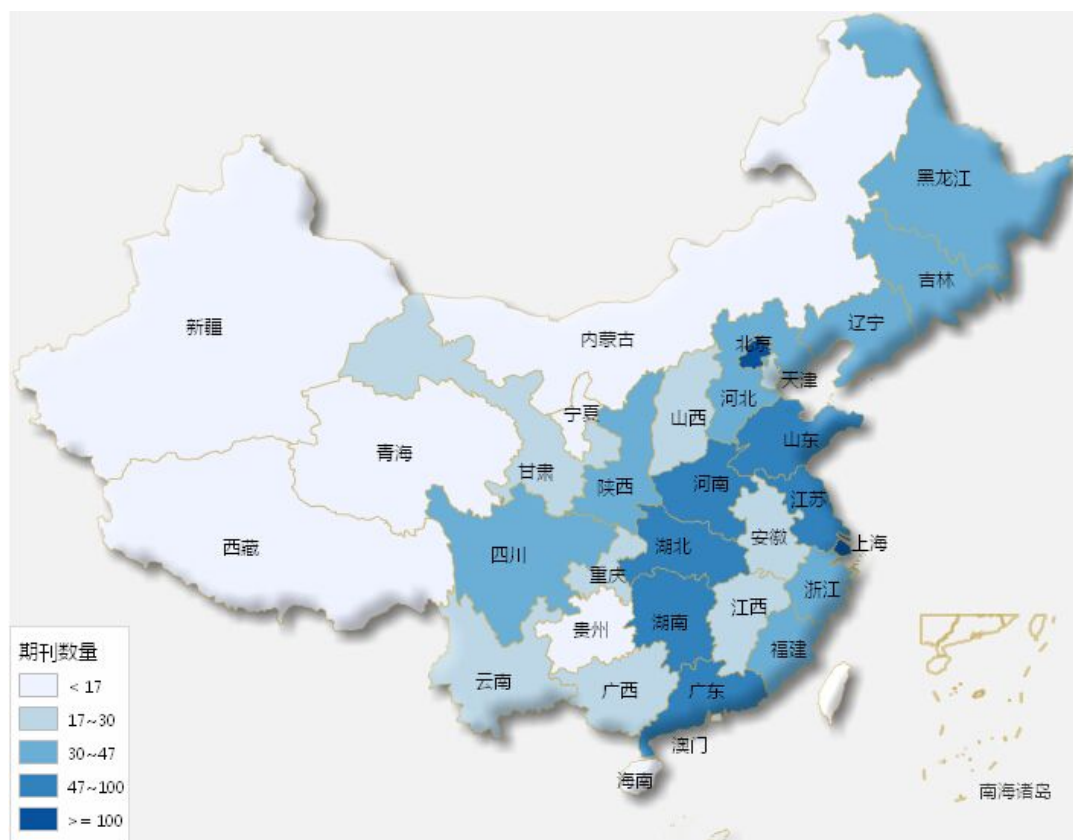 黑龙江
吉林
辽宁
新疆
内蒙古
北京
天津
河北
宁夏
山西
山东
青海
甘肃
陕西
河南
江苏
西藏
四川
湖北
安徽
上海
重庆
浙江
江西
湖南
贵州
福建
云南
广西
广东
澳门
海南
南海诸岛
期刊数量
< 17
17~30
30~47
47~100
>= 100